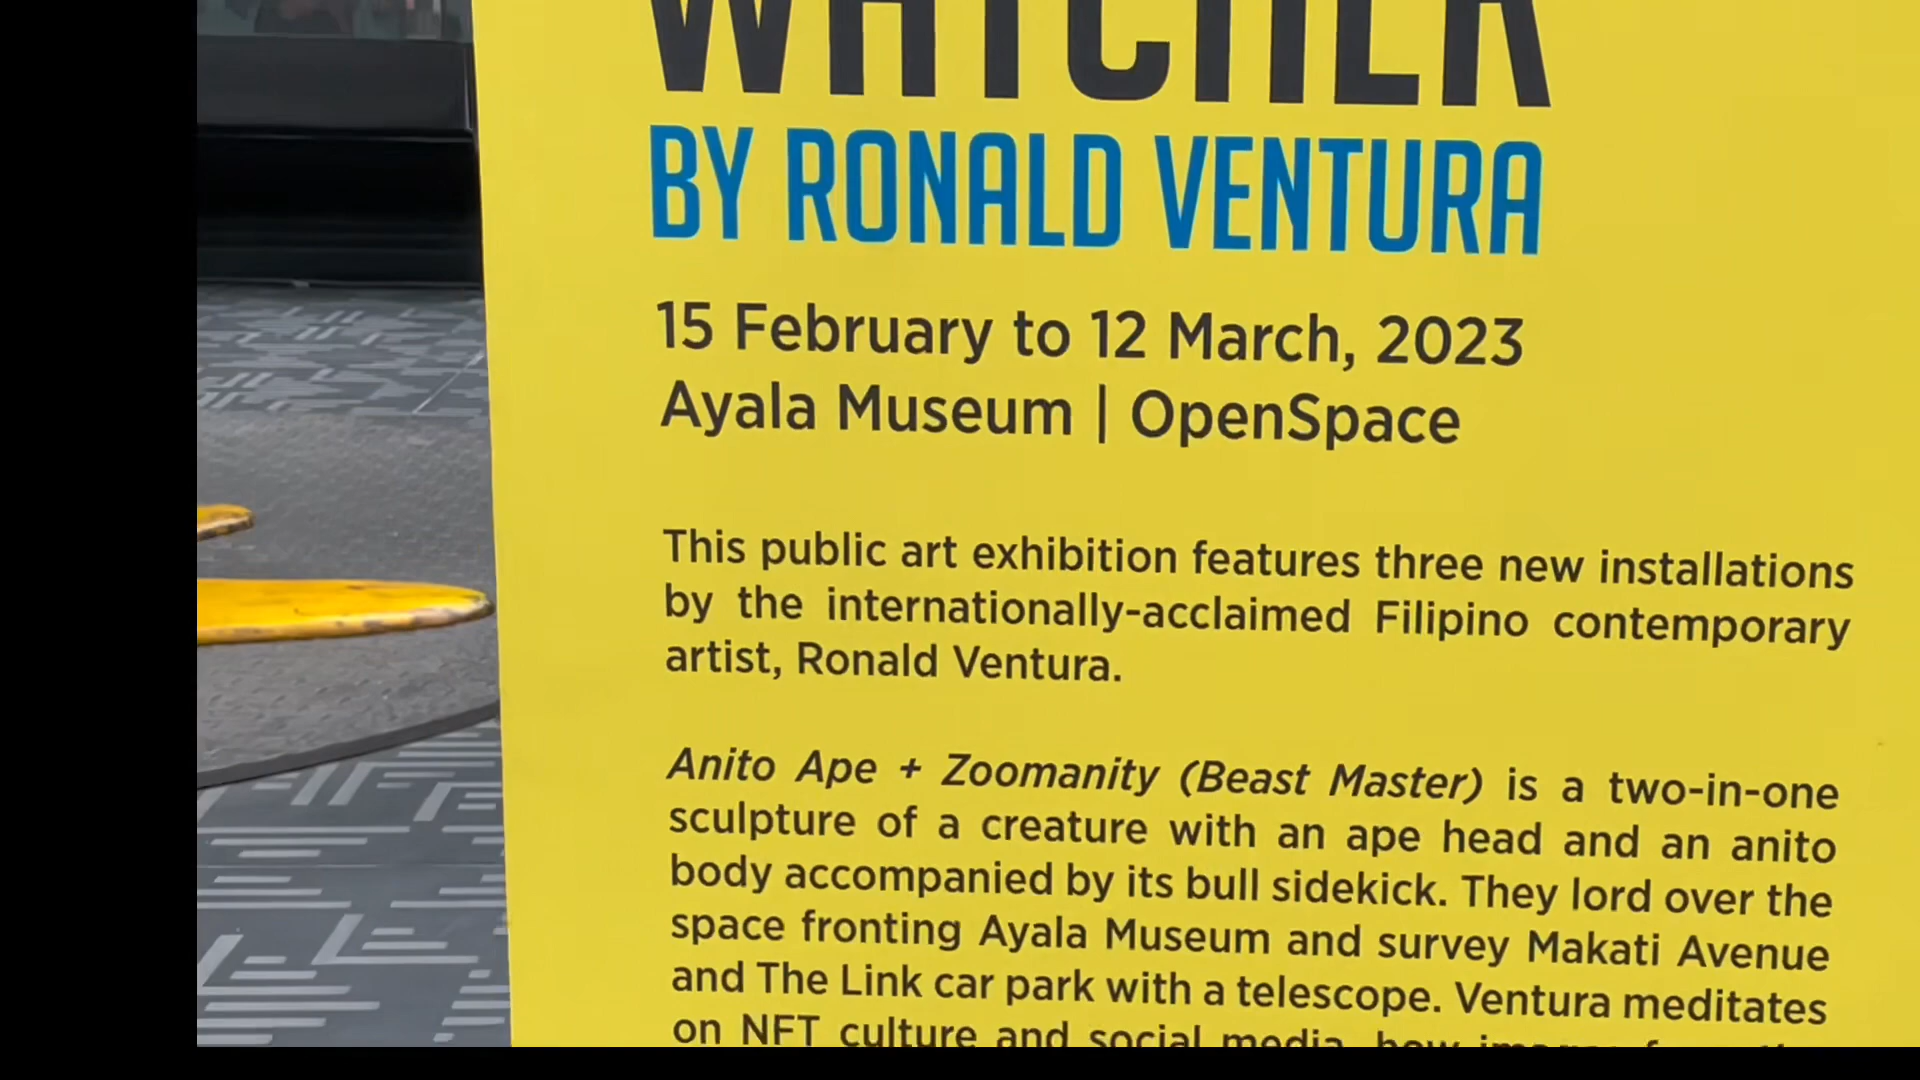 WATCHER
BY RONALD VENTURA
15 February to 12 March, 2023
Ayala Museum | OpenSpace
This public art exhibition features three new installations
by the internationally-acclaimed Filipino contemporary
artist, Ronald Ventura.
Anito Ape + Zoomanity (Beast Master) is a two-in-one
sculpture of a creature with an ape head and an anito
body accompanied by its bull sidekick. They lord over the
space fronting Ayala Museum and survey Makati Avenue
and The Link car park with a telescope. Ventura meditates
on NFT culture and social media, how